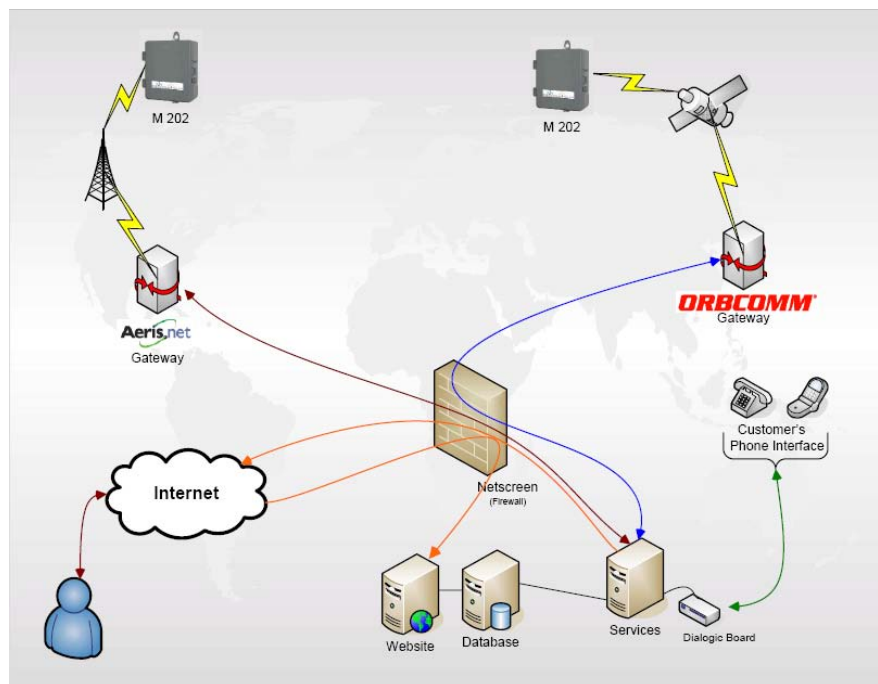 M 202
M 202
Aeris.net
Gateway
ORBCOMM
Gateway
Customer's
Phone Interface
Internet
Netscreen
(Firewall)
Website
Database
Services
Dialogic Board